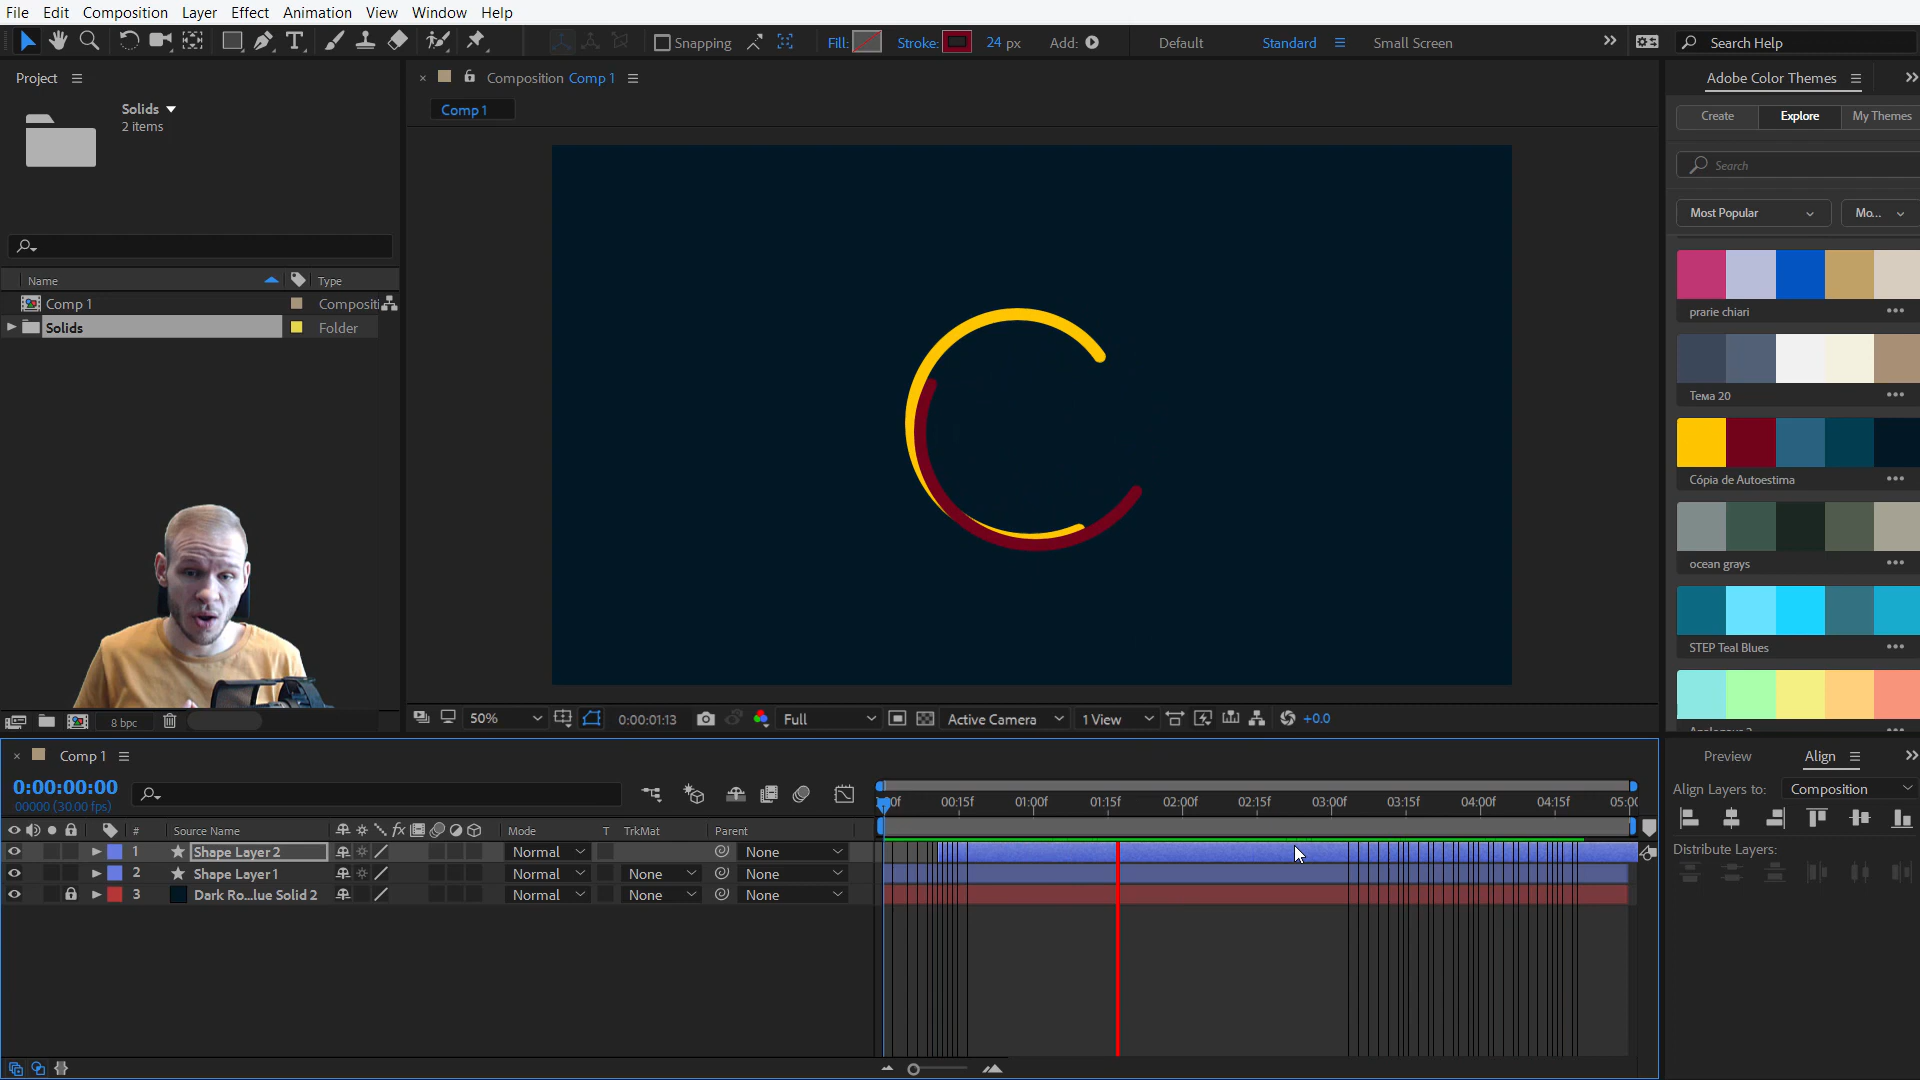 File Edit Composition Layer Effect Animation View Window Help
Snapping Fill: Stroke: 24 px Add: Default Standard Small Screen Search Help
Project
Solids
2 items
Name Type
Comp 1 Compositi
Solids Folder
8 bpc
Composition Comp 1
Comp 1
50% 0:00:01:13 Full Active Camera 1 View +0.0
Adobe Color Themes
Create Explore My Themes
Search
Most Popular Mo...
prarie chiari
Тема 20
Cópia de Autoestima
ocean grays
STEP Teal Blues
Comp 1
0:00:00:00
00000 (30.00 fps)
:00f 00:15f 01:00f 01:15f 02:00f 02:15f 03:00f 03:15f 04:00f 04:15f 05:00
# Source Name fx Mode T TrkMat Parent
1 Shape Layer 2 Normal None
2 Shape Layer 1 Normal None None
3 Dark Ro...lue Solid 2 Normal None None
Preview Align
Align Layers to: Composition
Distribute Layers: